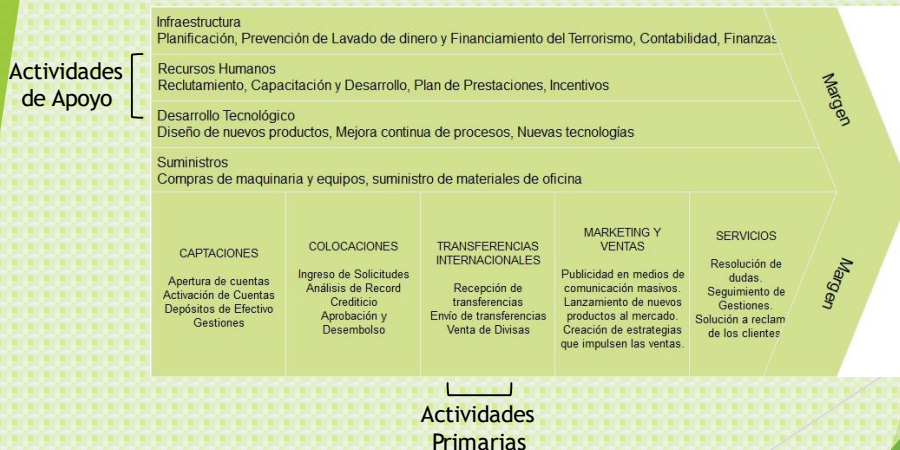 Infraestructura
Planificación, Prevención de Lavado de dinero y Financiamiento del Terrorismo, Contabilidad, Finanzas
Actividades
de Apoyo
Recursos Humanos
Reclutamiento, Capacitación y Desarrollo, Plan de Prestaciones, Incentivos
Desarrollo Tecnológico
Diseño de nuevos productos, Mejora continua de procesos, Nuevas tecnologías
Suministros
Compras de maquinaria y equipos, suministro de materiales de oficina
Margen
CAPTACIONES
Apertura de cuentas
Activación de Cuentas
Depósitos de Efectivo
Gestiones
COLOCACIONES
Ingreso de Solicitudes
Análisis de Record
Crediticio
Aprobación y
Desembolso
TRANSFERENCIAS
INTERNACIONALES
Recepción de
transferencias
Envío de transferencias
Venta de Divisas
MARKETING Y
VENTAS
Publicidad en medios de
comunicación masivos.
Lanzamiento de nuevos
productos al mercado.
Creación de estrategias
que impulsen las ventas.
SERVICIOS
Resolución de
dudas.
Seguimiento de
Gestiones.
Solución a reclam
de los clientes
Margen
Actividades
Primarias